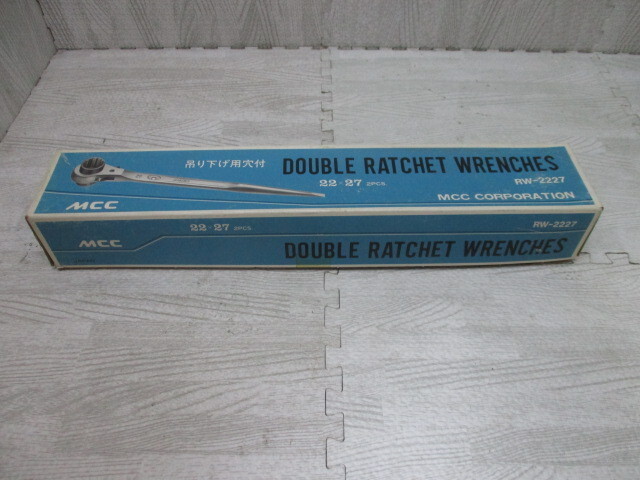 吊り下げ用穴付
DOUBLE RATCHET WRENCHES
22-27 2PCS.
RW-2227
MCC
MCC CORPORATION
MCC
22-27 2PCS.
RW-2227
DOUBLE RATCHET WRENCHES